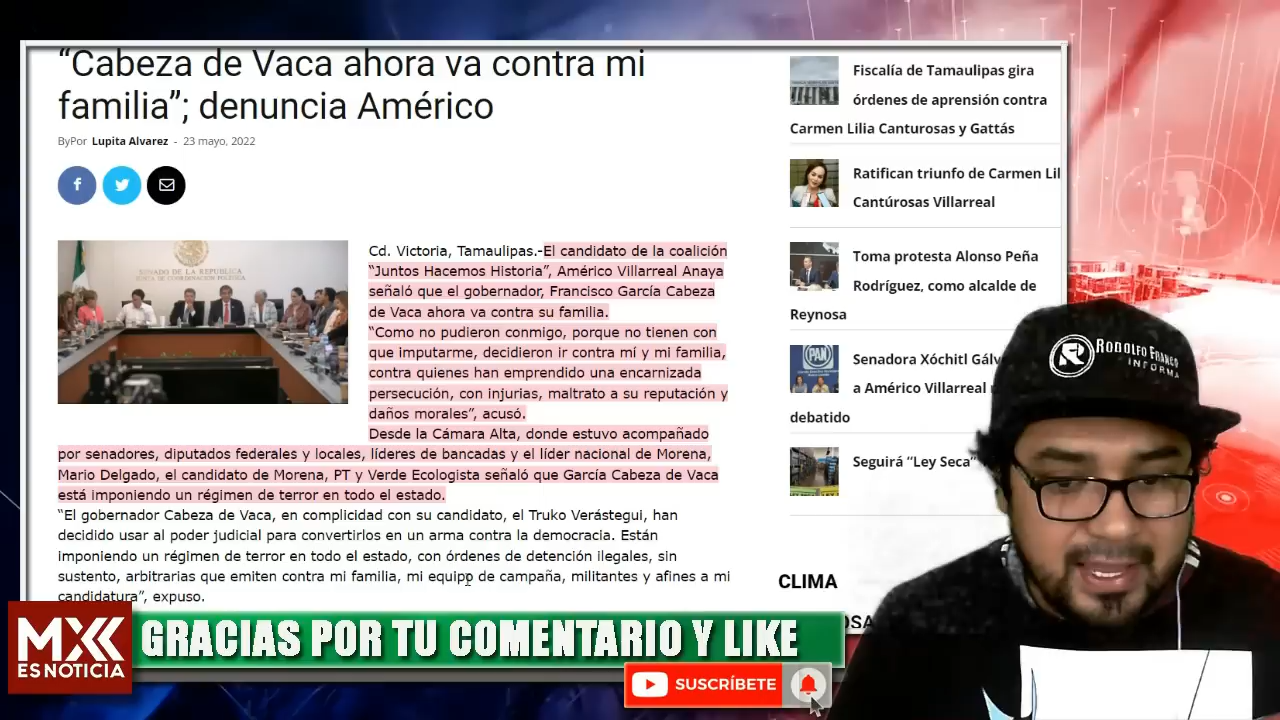 “Cabeza de Vaca ahora va contra mi
familia”; denuncia Américo
ByPor Lupita Alvarez - 23 mayo, 2022
SENADO DE LA REPÚBLICA
Cd. Victoria, Tamaulipas.-El candidato de la coalición
“Juntos Hacemos Historia”, Américo Villarreal Anaya
señaló que el gobernador, Francisco García Cabeza
de Vaca ahora va contra su familia.
“Como no pudieron conmigo, porque no tienen con
que imputarme, decidieron ir contra mí y mi familia,
contra quienes han emprendido una encarnizada
persecución, con injurias, maltrato a su reputación y
daños morales”, acusó.
Desde la Cámara Alta, donde estuvo acompañado
por senadores, diputados federales y locales, líderes de bancadas y el líder nacional de Morena,
Mario Delgado, el candidato de Morena, PT y Verde Ecologista señaló que García Cabeza de Vaca
está imponiendo un régimen de terror en todo el estado.
“El gobernador Cabeza de Vaca, en complicidad con su candidato, el Truko Verástegui, han
decidido usar al poder judicial para convertirlos en un arma contra la democracia. Están
imponiendo un régimen de terror en todo el estado, con órdenes de detención ilegales, sin
sustento, arbitrarias que emiten contra mi familia, mi equipo de campaña, militantes y afines a mi
candidatura”, expuso.
Fiscalía de Tamaulipas gira
órdenes de aprensión contra
Carmen Lilia Canturosas y Gattás
Ratifican triunfo de Carmen Lil
Cantúrosas Villarreal
Toma protesta Alonso Peña
Rodríguez, como alcalde de
Reynosa
PAN
Senadora Xóchitl Gálv
a Américo Villarreal
debatido
Seguirá “Ley Seca”
CLIMA
R RODOLFO FRANCO
INFORMA
MX
ES NOTICIA
GRACIAS POR TU COMENTARIO Y LIKE
SUSCRÍBETE